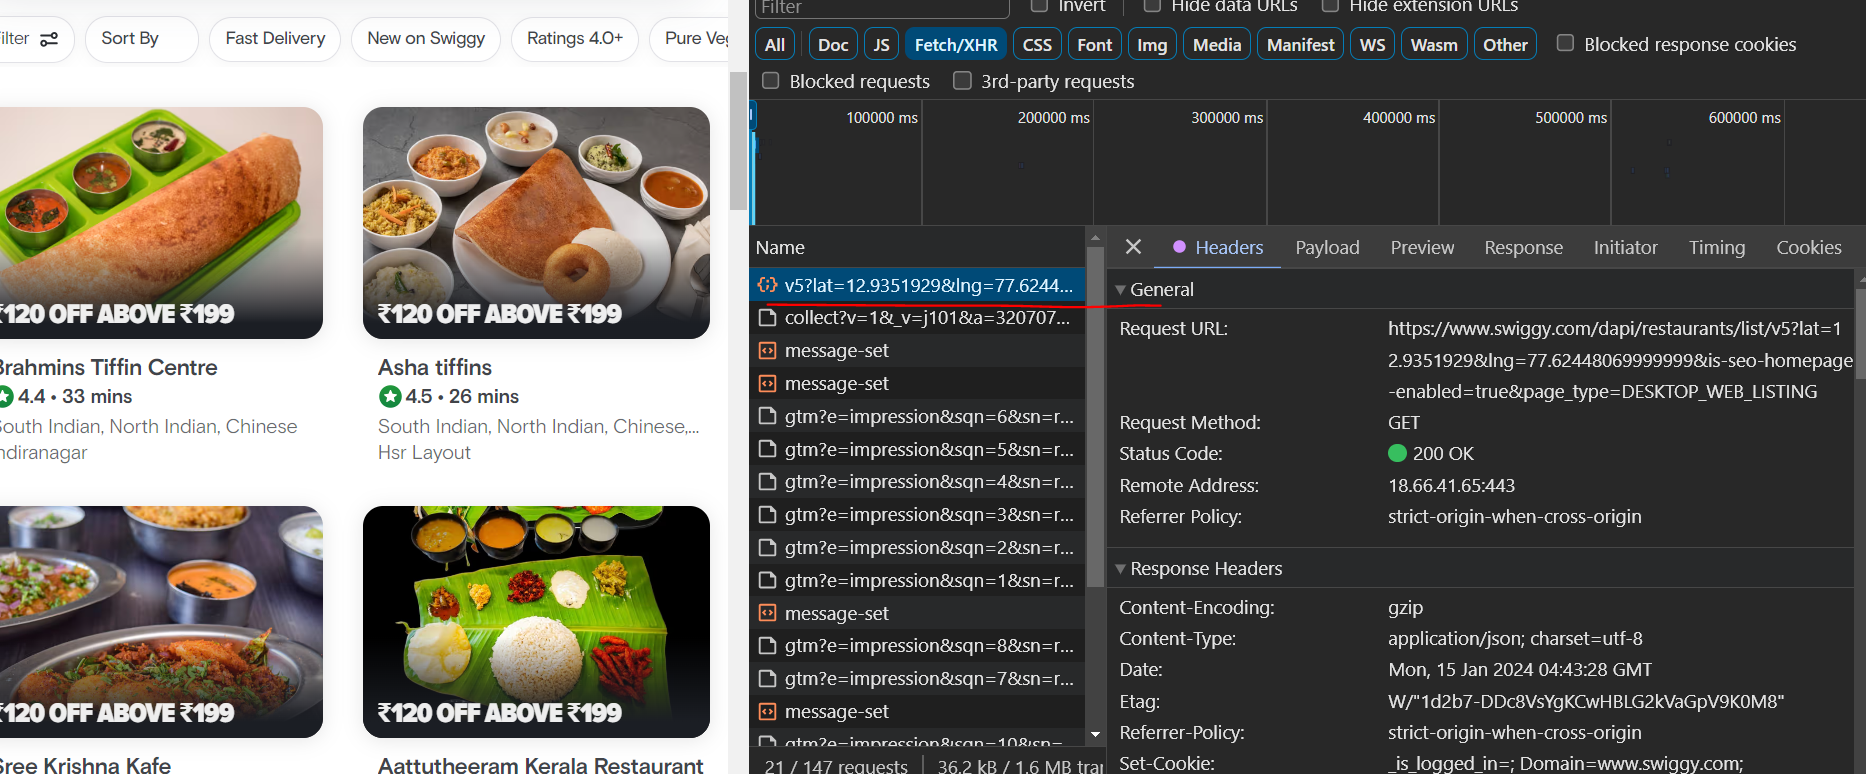 ilter
Sort By
Fast Delivery
New on Swiggy
Ratings 4.0+
Pure Veg
₹120 OFF ABOVE ₹199
₹120 OFF ABOVE ₹199
Brahmins Tiffin Centre
4.4 • 33 mins
South Indian, North Indian, Chinese
ndiranagar
Asha tiffins
4.5 • 26 mins
South Indian, North Indian, Chinese,...
Hsr Layout
₹120 OFF ABOVE ₹199
₹120 OFF ABOVE ₹199
Sree Krishna Kafe
Aattutheeram Kerala Restaurant
Filter
Invert
Hide data URLs
Hide extension URLs
All
Doc
JS
Fetch/XHR
CSS
Font
Img
Media
Manifest
WS
Wasm
Other
Blocked response cookies
Blocked requests
3rd-party requests
100000 ms
200000 ms
300000 ms
400000 ms
500000 ms
600000 ms
Name
v5?lat=12.9351929&lng=77.6244...
collect?v=1&_v=j101&a=320707...
message-set
message-set
gtm?e=impression&sqn=6&sn=r...
gtm?e=impression&sqn=5&sn=r...
gtm?e=impression&sqn=4&sn=r...
gtm?e=impression&sqn=3&sn=r...
gtm?e=impression&sqn=2&sn=r...
gtm?e=impression&sqn=1&sn=r...
message-set
gtm?e=impression&sqn=8&sn=r...
gtm?e=impression&sqn=7&sn=r...
message-set
gtm?e=impression&sqn=10&sn=
21 / 147 requests
36.2 kB / 1.6 MB tran
Headers
Payload
Preview
Response
Initiator
Timing
Cookies
General
Request URL:
https://www.swiggy.com/dapi/restaurants/list/v5?lat=1
2.9351929&lng=77.62448069999999&is-seo-homepage
-enabled=true&page_type=DESKTOP_WEB_LISTING
Request Method:
GET
Status Code:
200 OK
Remote Address:
18.66.41.65:443
Referrer Policy:
strict-origin-when-cross-origin
Response Headers
Content-Encoding:
gzip
Content-Type:
application/json; charset=utf-8
Date:
Mon, 15 Jan 2024 04:43:28 GMT
Etag:
W/"1d2b7-DDc8VsYgKCwHBLG2kVaGpV9K0M8"
Referrer-Policy:
strict-origin-when-cross-origin
Set-Cookie:
_is_logged_in=; Domain=www.swiggy.com;